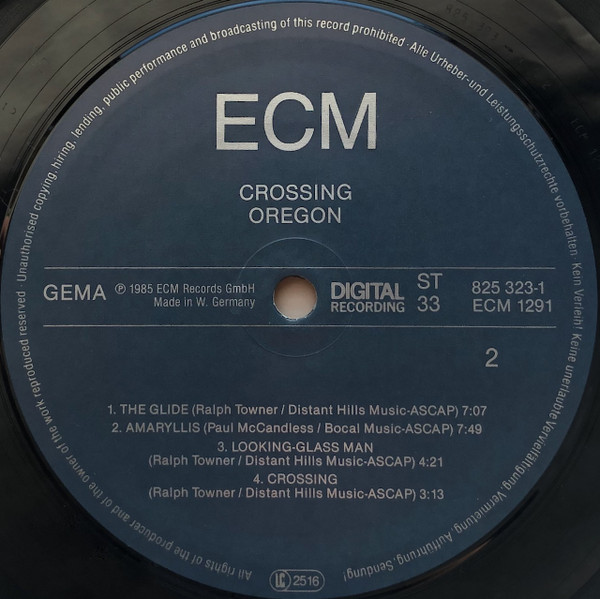 All rights of the producer and of the owner of the work reproduced reserved · Unauthorised copying, hiring, lending, public performance and broadcasting of this record prohibited · Alle Urheber- und Leistungsschutzrechte vorbehalten · Kein Verleih! Keine unerlaubte Vervielfältigung, Vermietung, Aufführung, Sendung!
ECM
CROSSING
OREGON
GEMA
℗ 1985 ECM Records GmbH
Made in W. Germany
DIGITAL
RECORDING
ST
33
825 323-1
ECM 1291
2
1. THE GLIDE (Ralph Towner / Distant Hills Music-ASCAP) 7:07
2. AMARYLLIS (Paul McCandless / Bocal Music-ASCAP) 7:49
3. LOOKING-GLASS MAN
(Ralph Towner / Distant Hills Music-ASCAP) 4:21
4. CROSSING
(Ralph Towner / Distant Hills Music-ASCAP) 3:13
LC 2516